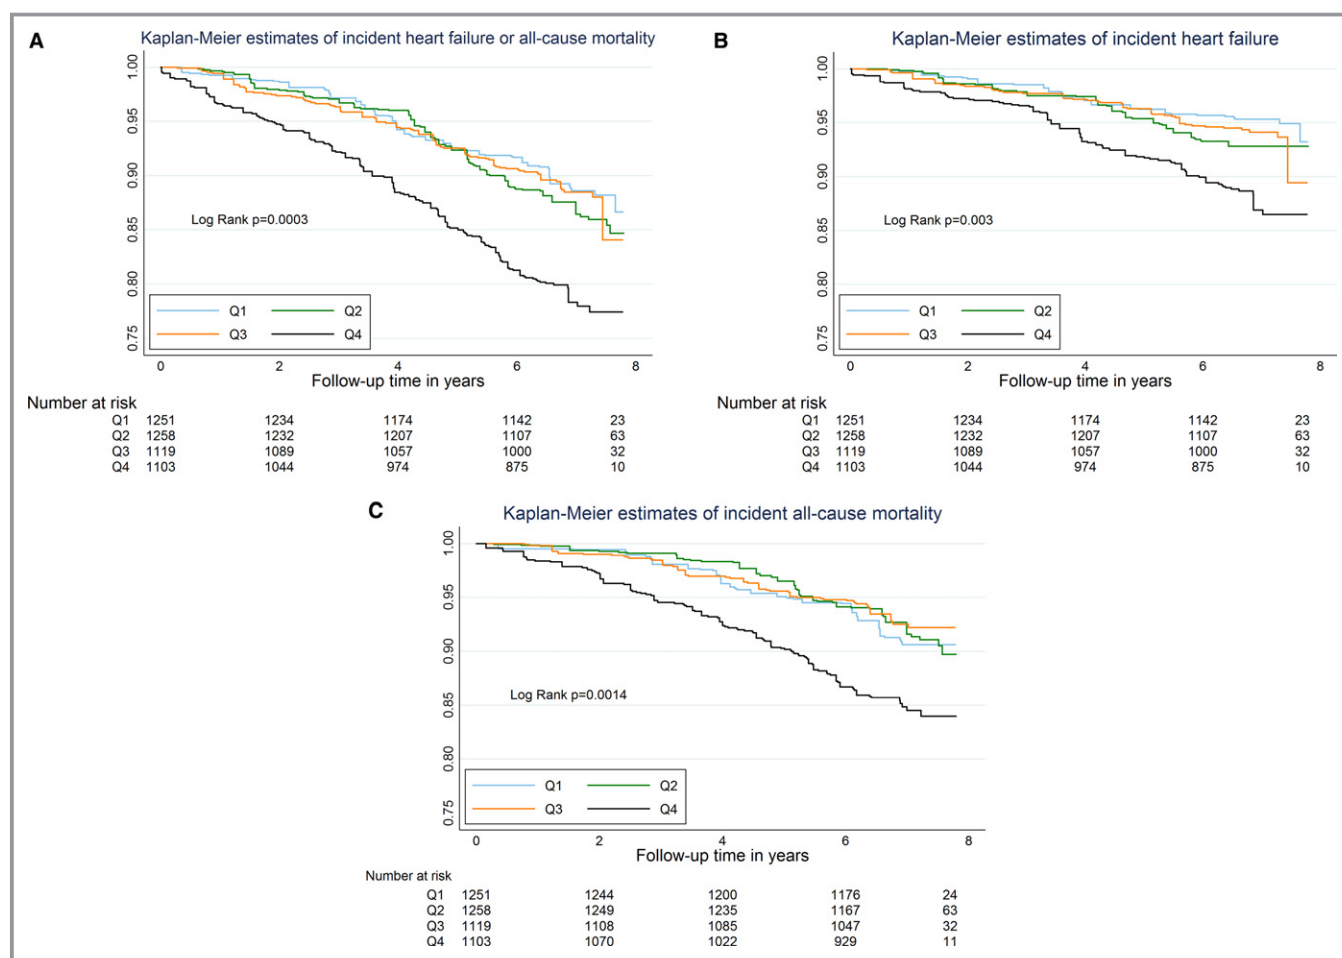 A
Kaplan-Meier estimates of incident heart failure or all-cause mortality
1.00
0.95
0.90
0.85
0.80
0.75
Log Rank p=0.0003
Q1 Q2
Q3 Q4
0 2 4 6 8
Follow-up time in years
Number at risk
Q1 1251 1234 1174 1142 23
Q2 1258 1232 1207 1107 63
Q3 1119 1089 1057 1000 32
Q4 1103 1044 974 875 10
B
Kaplan-Meier estimates of incident heart failure
1.00
0.95
0.90
0.85
0.80
0.75
Log Rank p=0.003
Q1 Q2
Q3 Q4
0 2 4 6 8
Follow-up time in years
Number at risk
Q1 1251 1234 1174 1142 23
Q2 1258 1232 1207 1107 63
Q3 1119 1089 1057 1000 32
Q4 1103 1044 974 875 10
C
Kaplan-Meier estimates of incident all-cause mortality
1.00
0.95
0.90
0.85
0.80
0.75
Log Rank p=0.0014
Q1 Q2
Q3 Q4
0 2 4 6 8
Follow-up time in years
Number at risk
Q1 1251 1244 1200 1176 24
Q2 1258 1249 1235 1167 63
Q3 1119 1108 1085 1047 32
Q4 1103 1070 1022 929 11